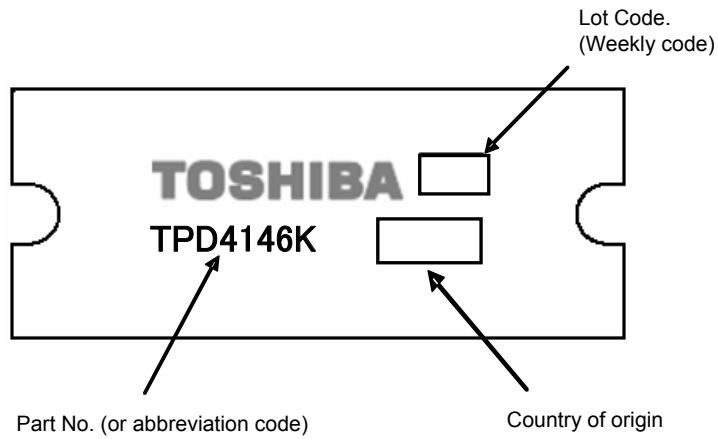 Lot Code.
(Weekly code)
TOSHIBA
TPD4146K
Part No. (or abbreviation code)
Country of origin